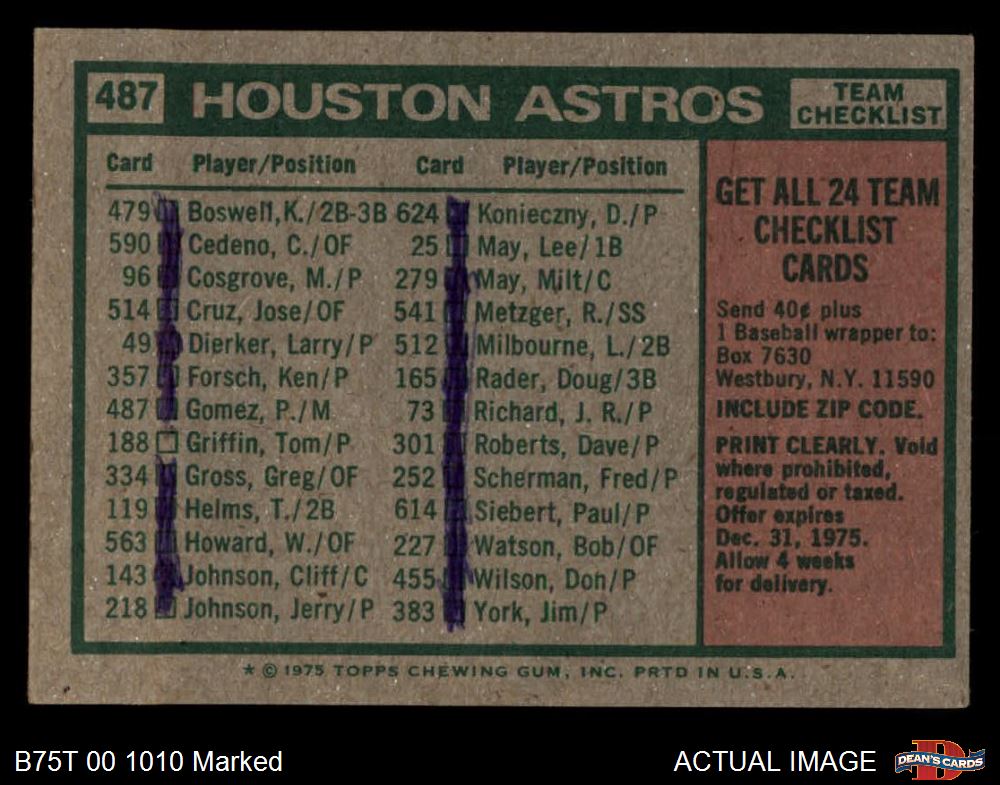 487 HOUSTON ASTROS TEAM CHECKLIST
Card Player/Position Card Player/Position
479 Boswell,K./2B-3B 624 Konieczny, D./P
590 Cedeno, C./OF 25 May, Lee/1B
96 Cosgrove, M./P 279 May, Milt/C
514 Cruz, Jose/OF 541 Metzger, R./SS
49 Dierker, Larry/P 512 Milbourne, L./2B
357 Forsch, Ken/P 165 Rader, Doug/3B
487 Gomez, P./M 73 Richard, J. R./P
188 Griffin, Tom/P 301 Roberts, Dave/P
334 Gross, Greg/OF 252 Scherman, Fred/P
119 Helms, T./2B 614 Siebert, Paul/P
563 Howard, W./OF 227 Watson, Bob/OF
143 Johnson, Cliff/C 455 Wilson, Don/P
218 Johnson, Jerry/P 383 York, Jim/P
GET ALL 24 TEAM
CHECKLIST
CARDS
Send 40¢ plus
1 Baseball wrapper to:
Box 7630
Westbury, N.Y. 11590
INCLUDE ZIP CODE.
PRINT CLEARLY. Void
where prohibited,
regulated or taxed.
Offer expires
Dec. 31, 1975.
Allow 4 weeks
for delivery.
* © 1975 TOPPS CHEWING GUM, INC. PRTD IN U.S.A.
B75T 00 1010 Marked
ACTUAL IMAGE
DEAN'S CARDS